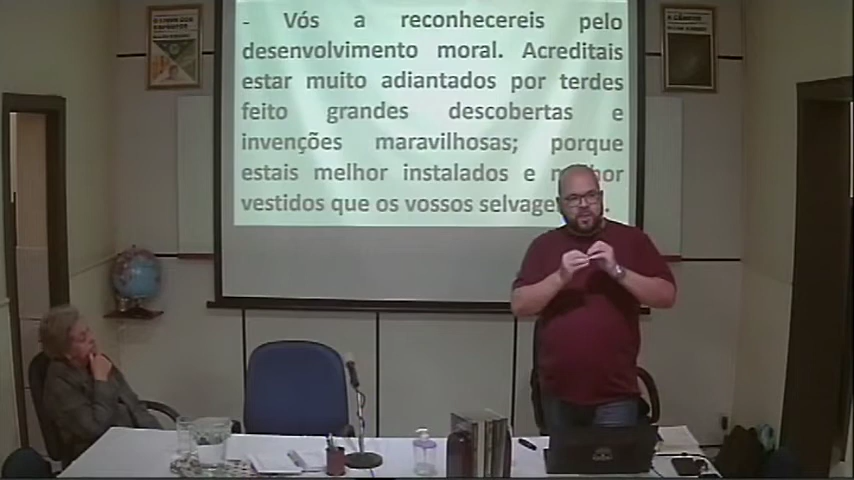 - Vós a reconhecereis pelo
desenvolvimento moral. Acreditais
estar muito adiantados por terdes
feito grandes descobertas e
invenções maravilhosas; porque
estais melhor instalados e
vestidos que os vossos